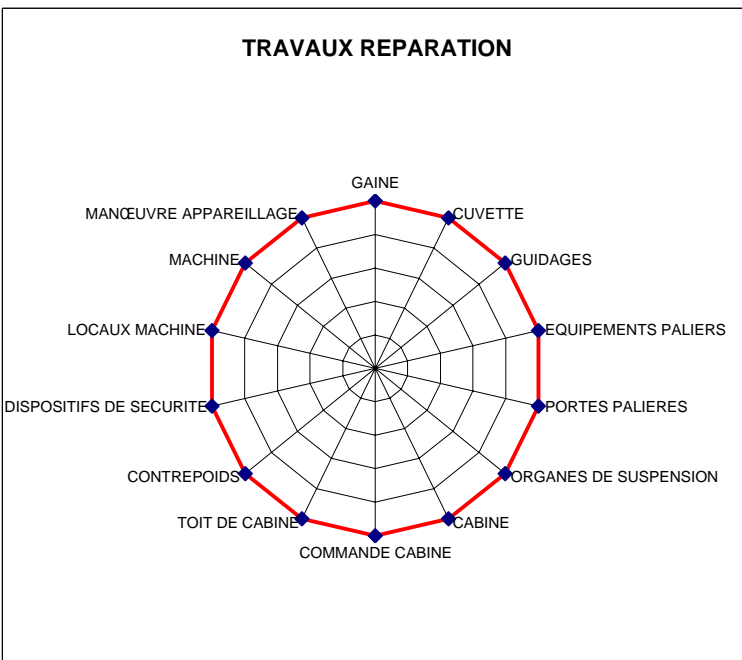 TRAVAUX REPARATION
GAINE
MANŒUVRE APPAREILLAGE
CUVETTE
MACHINE
GUIDAGES
LOCAUX MACHINE
EQUIPEMENTS PALIERS
DISPOSITIFS DE SECURITE
PORTES PALIERES
CONTREPOIDS
ORGANES DE SUSPENSION
TOIT DE CABINE
CABINE
COMMANDE CABINE